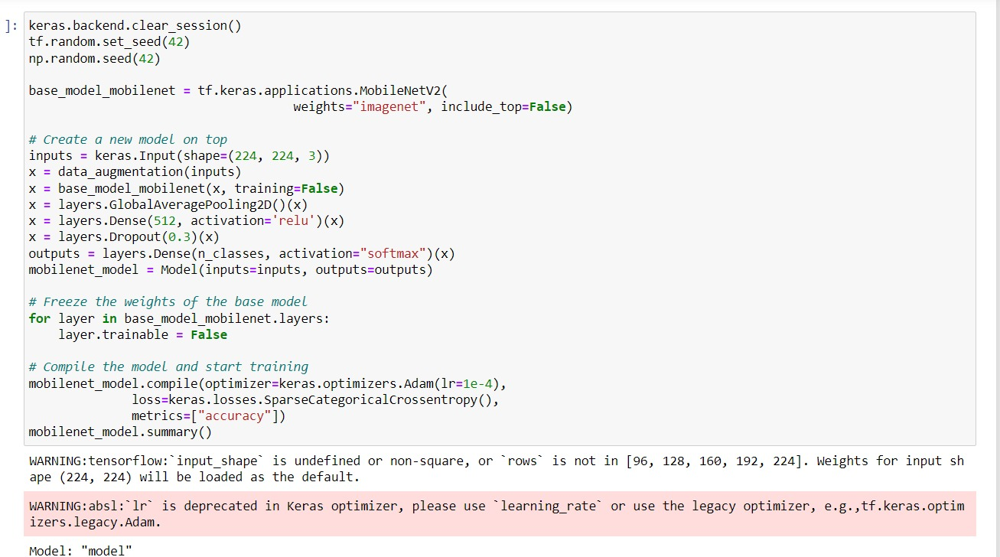 ]: keras.backend.clear_session()
tf.random.set_seed(42)
np.random.seed(42)
base_model_mobilenet = tf.keras.applications.MobileNetV2(
weights="imagenet", include_top=False)
# Create a new model on top
inputs = keras.Input(shape=(224, 224, 3))
x = data_augmentation(inputs)
x = base_model_mobilenet(x, training=False)
x = layers.GlobalAveragePooling2D()(x)
x = layers.Dense(512, activation='relu')(x)
x = layers.Dropout(0.3)(x)
outputs = layers.Dense(n_classes, activation="softmax")(x)
mobilenet_model = Model(inputs=inputs, outputs=outputs)
# Freeze the weights of the base model
for layer in base_model_mobilenet.layers:
    layer.trainable = False
# Compile the model and start training
mobilenet_model.compile(optimizer=keras.optimizers.Adam(lr=1e-4),
loss=keras.losses.SparseCategoricalCrossentropy(),
metrics=["accuracy"])
mobilenet_model.summary()
WARNING:tensorflow:`input_shape` is undefined or non-square, or `rows` is not in [96, 128, 160, 192, 224]. Weights for input sh
ape (224, 224) will be loaded as the default.
WARNING:absl:`lr` is deprecated in Keras optimizer, please use `learning_rate` or use the legacy optimizer, e.g.,tf.keras.optim
izers.legacy.Adam.
Model: "model"